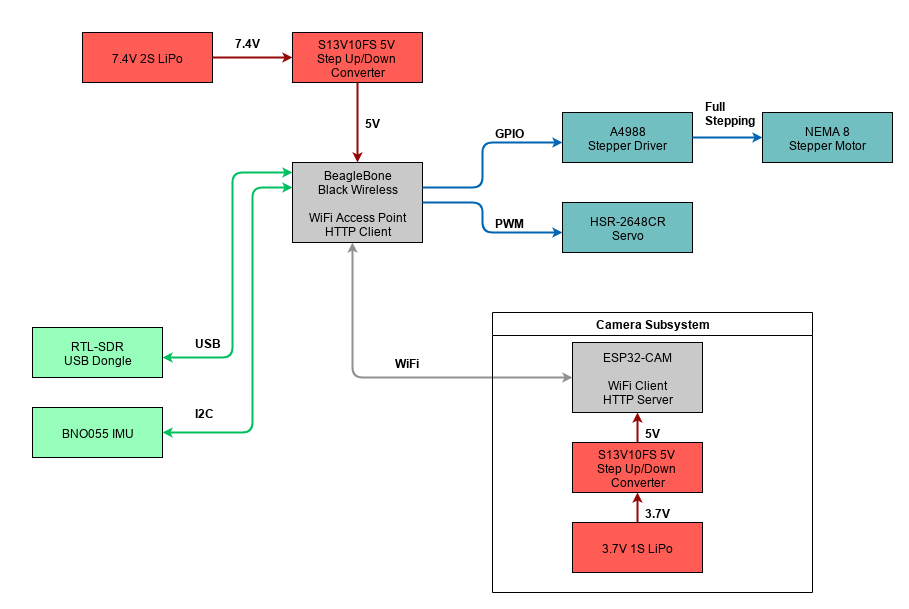 7.4V 2S LiPo
7.4V
S13V10FS 5V
Step Up/Down
Converter
5V
BeagleBone
Black Wireless
WiFi Access Point
HTTP Client
GPIO
A4988
Stepper Driver
Full
Stepping
NEMA 8
Stepper Motor
PWM
HSR-2648CR
Servo
RTL-SDR
USB Dongle
USB
BNO055 IMU
I2C
WiFi
Camera Subsystem
ESP32-CAM
WiFi Client
HTTP Server
5V
S13V10FS 5V
Step Up/Down
Converter
3.7V
3.7V 1S LiPo